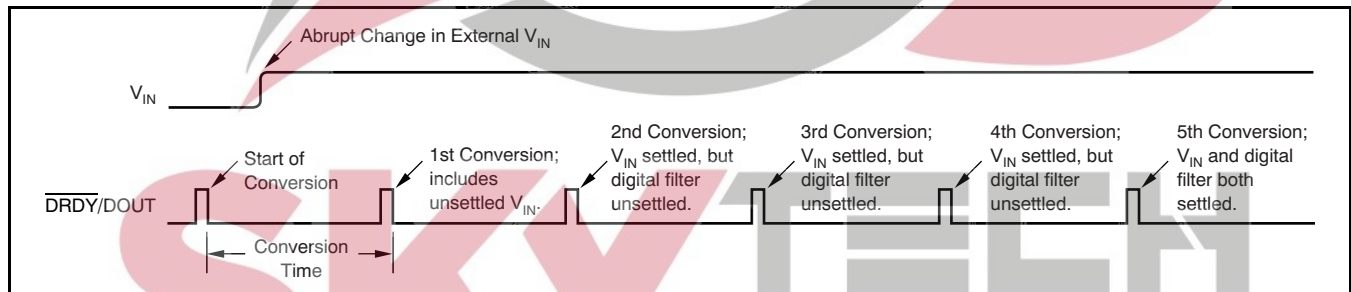 Abrupt Change in External VIN
VIN
Start of
Conversion
1st Conversion;
includes
unsettled VIN.
2nd Conversion;
VIN settled, but
digital filter
unsettled.
3rd Conversion;
VIN settled, but
digital filter
unsettled.
4th Conversion;
VIN settled, but
digital filter
unsettled.
5th Conversion;
VIN and digital
filter both
settled.
DRDY/DOUT
Conversion
Time
SKYTECH